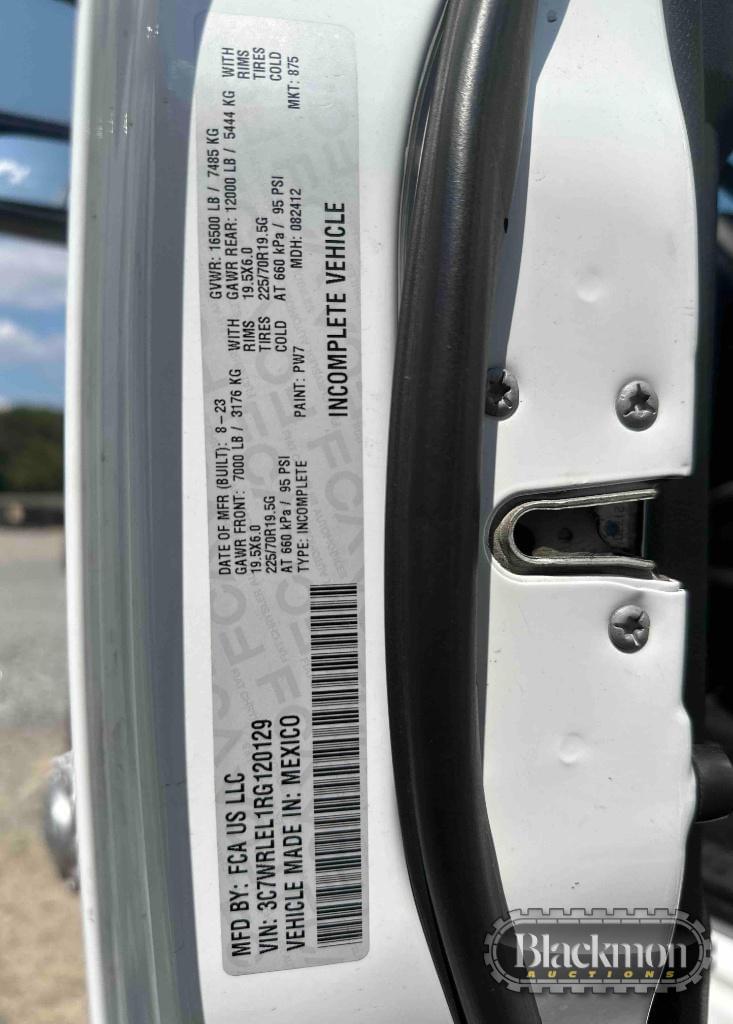 MFD BY: FCA US LLC
DATE OF MFR (BUILT): 8-23
GVWR: 16500 LB / 7485 KG
GAWR FRONT: 7000 LB / 3176 KG WITH
GAWR REAR: 12000 LB / 5444 KG WITH
19.5X6.0 RIMS
19.5X6.0 RIMS
225/70R19.5G TIRES
225/70R19.5G TIRES
AT 660 kPa / 95 PSI COLD
AT 660 kPa / 95 PSI COLD
VIN: 3C7WRLEL1RG120129
TYPE: INCOMPLETE
PAINT: PW7
MDH: 082412
MKT: 875
VEHICLE MADE IN: MEXICO
INCOMPLETE VEHICLE
Blackmon
AUCTIONS